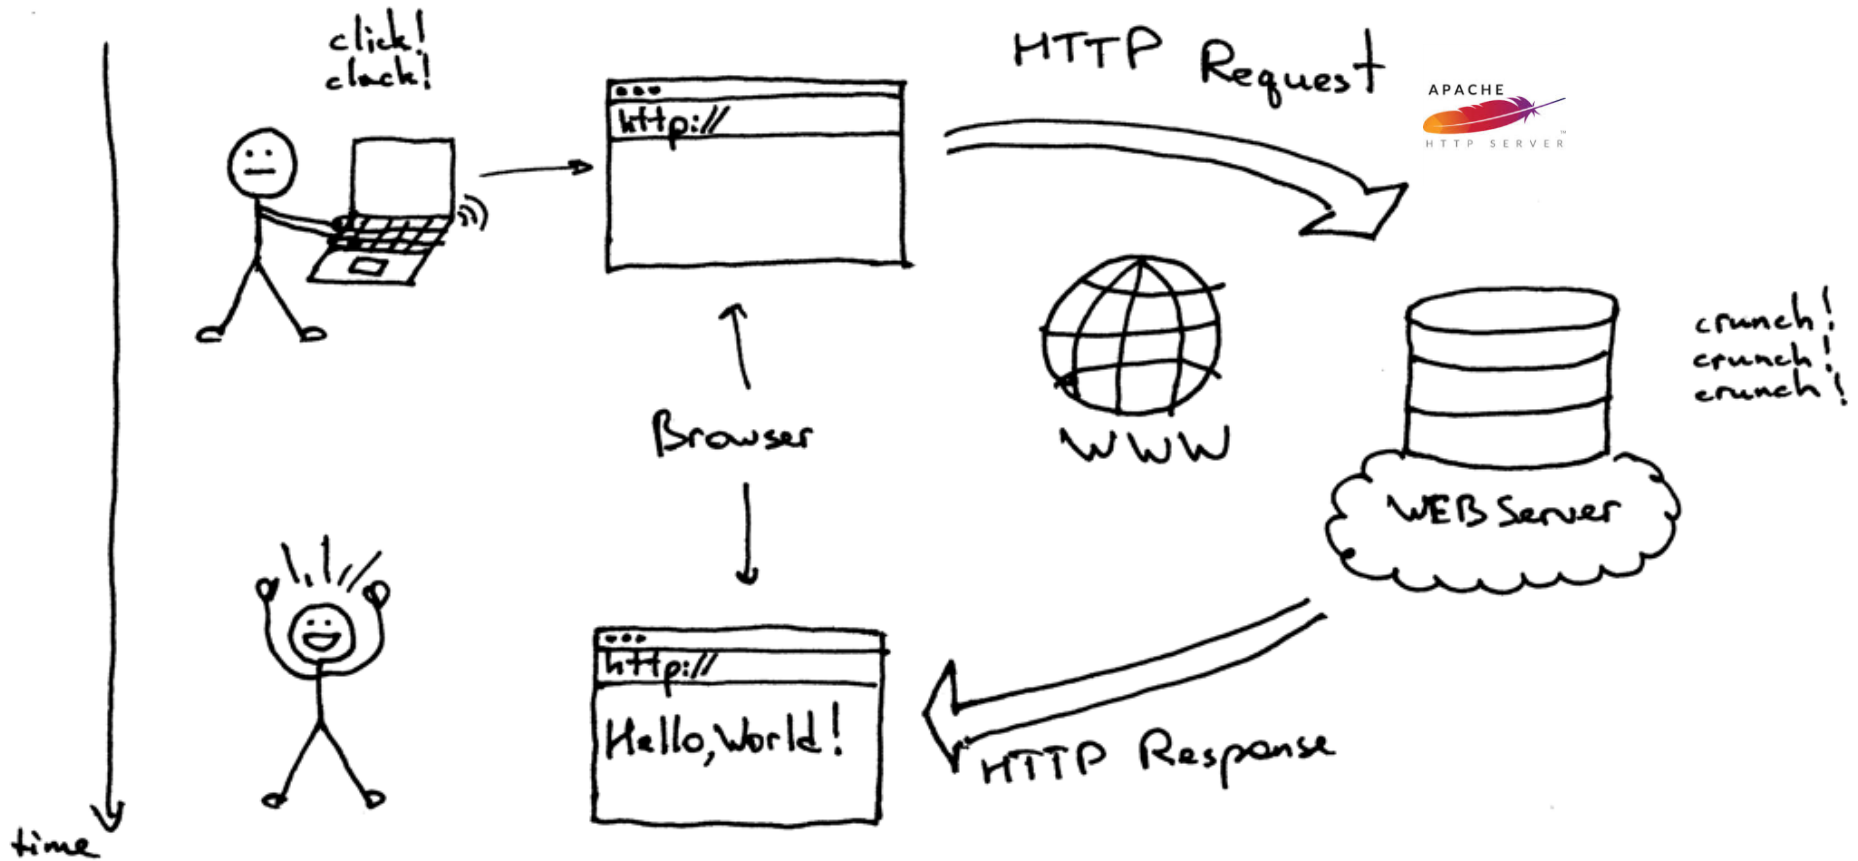 click!
clack!
HTTP Request
APACHE
HTTP SERVER
TM
http://
crunch!
crunch!
crunch!
Browser
WWW
WEB Server
http://
Hello, World!
HTTP Response
time